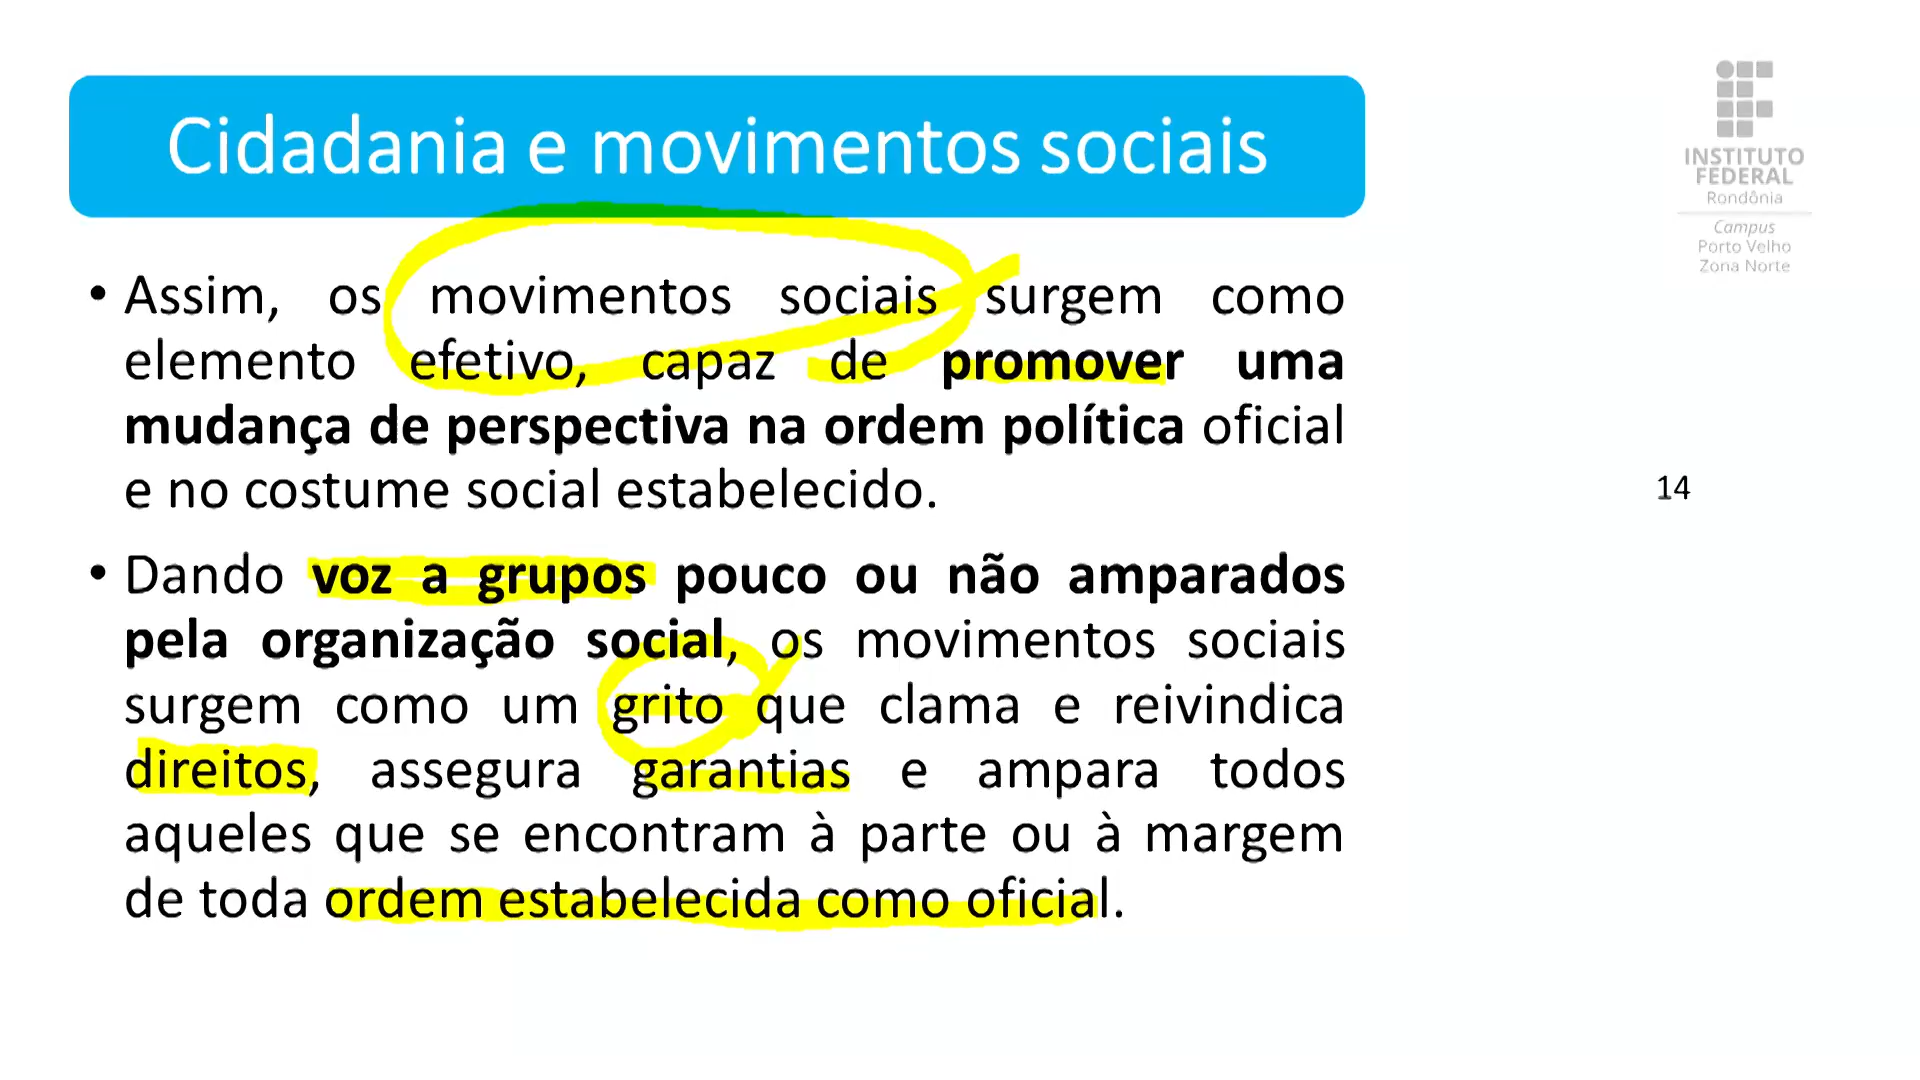 Cidadania e movimentos sociais
INSTITUTO
FEDERAL
Rondônia
Campus
Porto Velho
Zona Norte
• Assim, os movimentos sociais surgem como
elemento efetivo, capaz de promover uma
mudança de perspectiva na ordem política oficial
e no costume social estabelecido.
14
• Dando voz a grupos pouco ou não amparados
pela organização social, os movimentos sociais
surgem como um grito que clama e reivindica
direitos, assegura garantias e ampara todos
aqueles que se encontram à parte ou à margem
de toda ordem estabelecida como oficial.